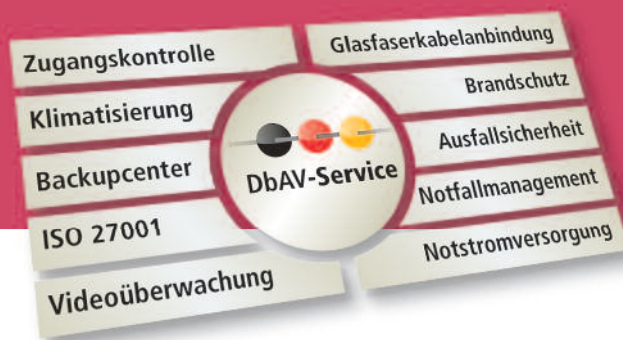 Zugangskontrolle
Klimatisierung
Backupcenter
ISO 27001
Videoüberwachung
DbAV-Service
Glasfaserkabelanbindung
Brandschutz
Ausfallsicherheit
Notfallmanagement
Notstromversorgung